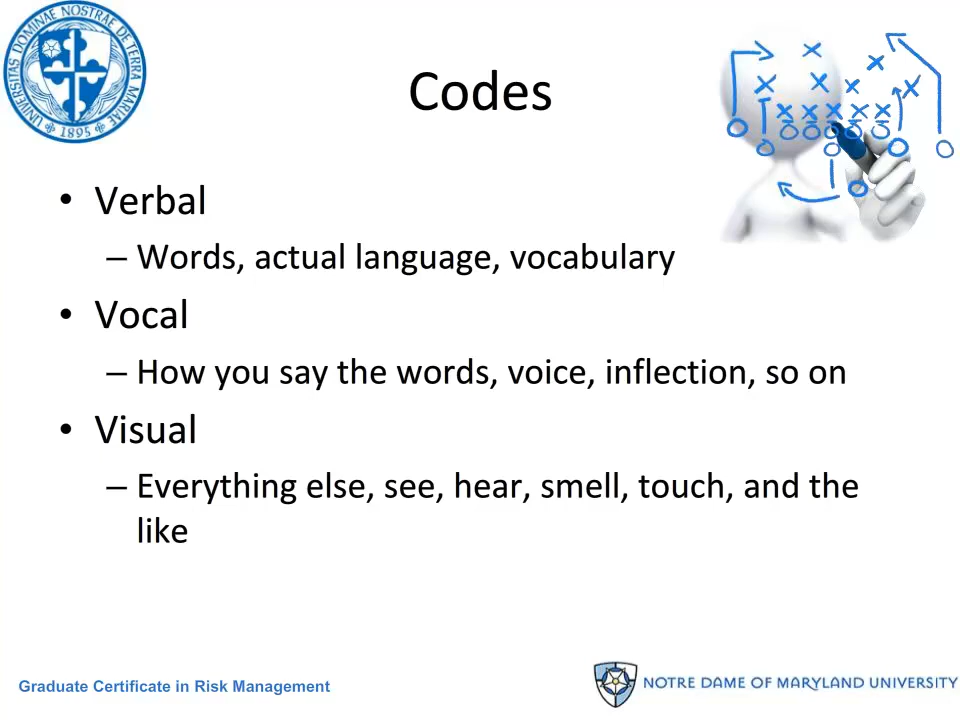 UNIVERSITAS DOMINAE NOSTRAE DE TERRA MARIAE
1895
Codes
• Verbal
– Words, actual language, vocabulary
• Vocal
– How you say the words, voice, inflection, so on
• Visual
– Everything else, see, hear, smell, touch, and the
like
Graduate Certificate in Risk Management
NOTRE DAME OF MARYLAND UNIVERSITY